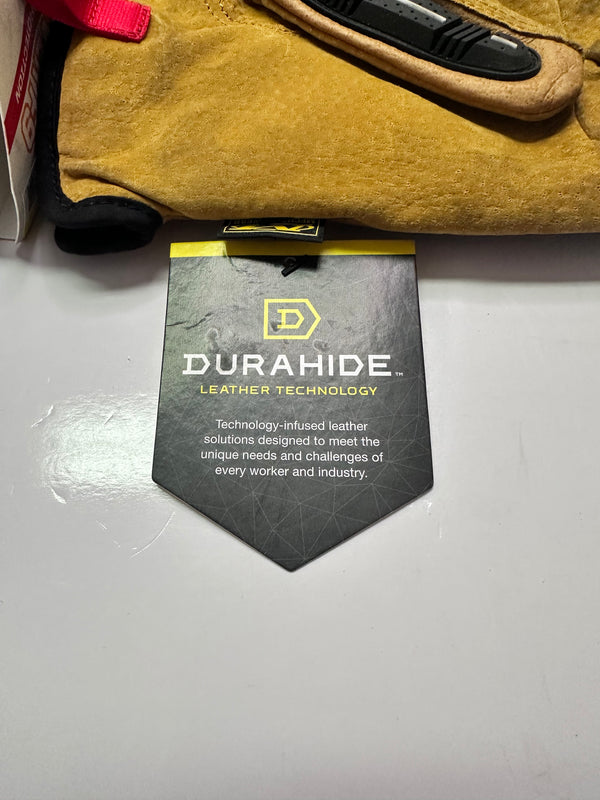 D
DURAHIDE™
LEATHER TECHNOLOGY
Technology-infused leather
solutions designed to meet the
unique needs and challenges of
every worker and industry.